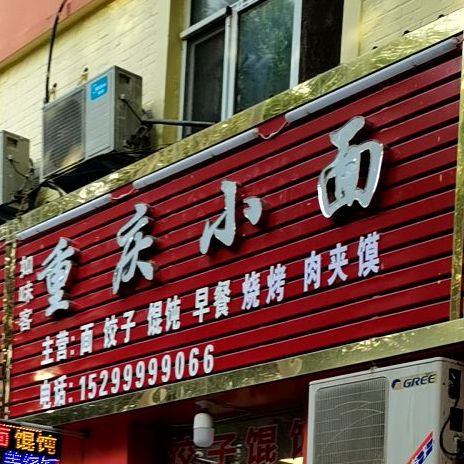 如味客
重庆小面
主营: 面 饺子 馄饨 早餐 烧烤 肉夹馍
电话: 15299999066
GREE
面 馄饨
饺子馄饨